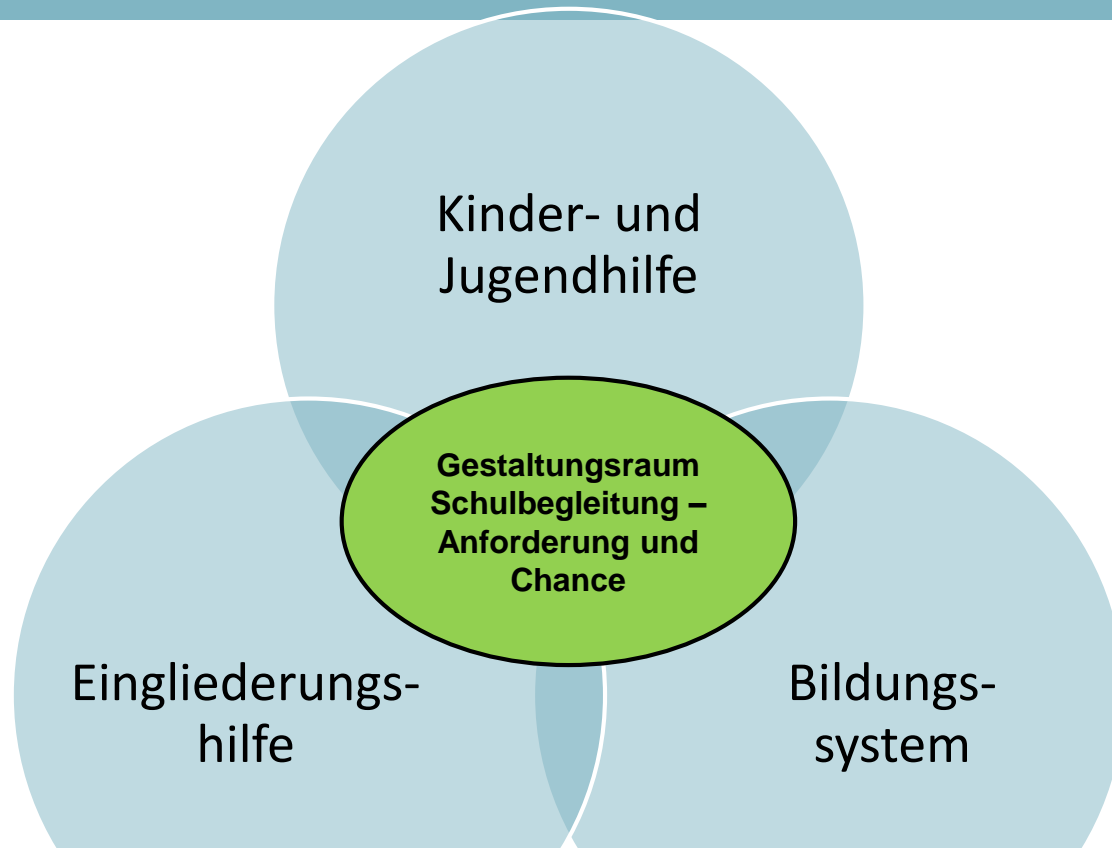 Kinder- und
Jugendhilfe
Gestaltungsraum
Schulbegleitung –
Anforderung und
Chance
Eingliederungs-
hilfe
Bildungs-
system